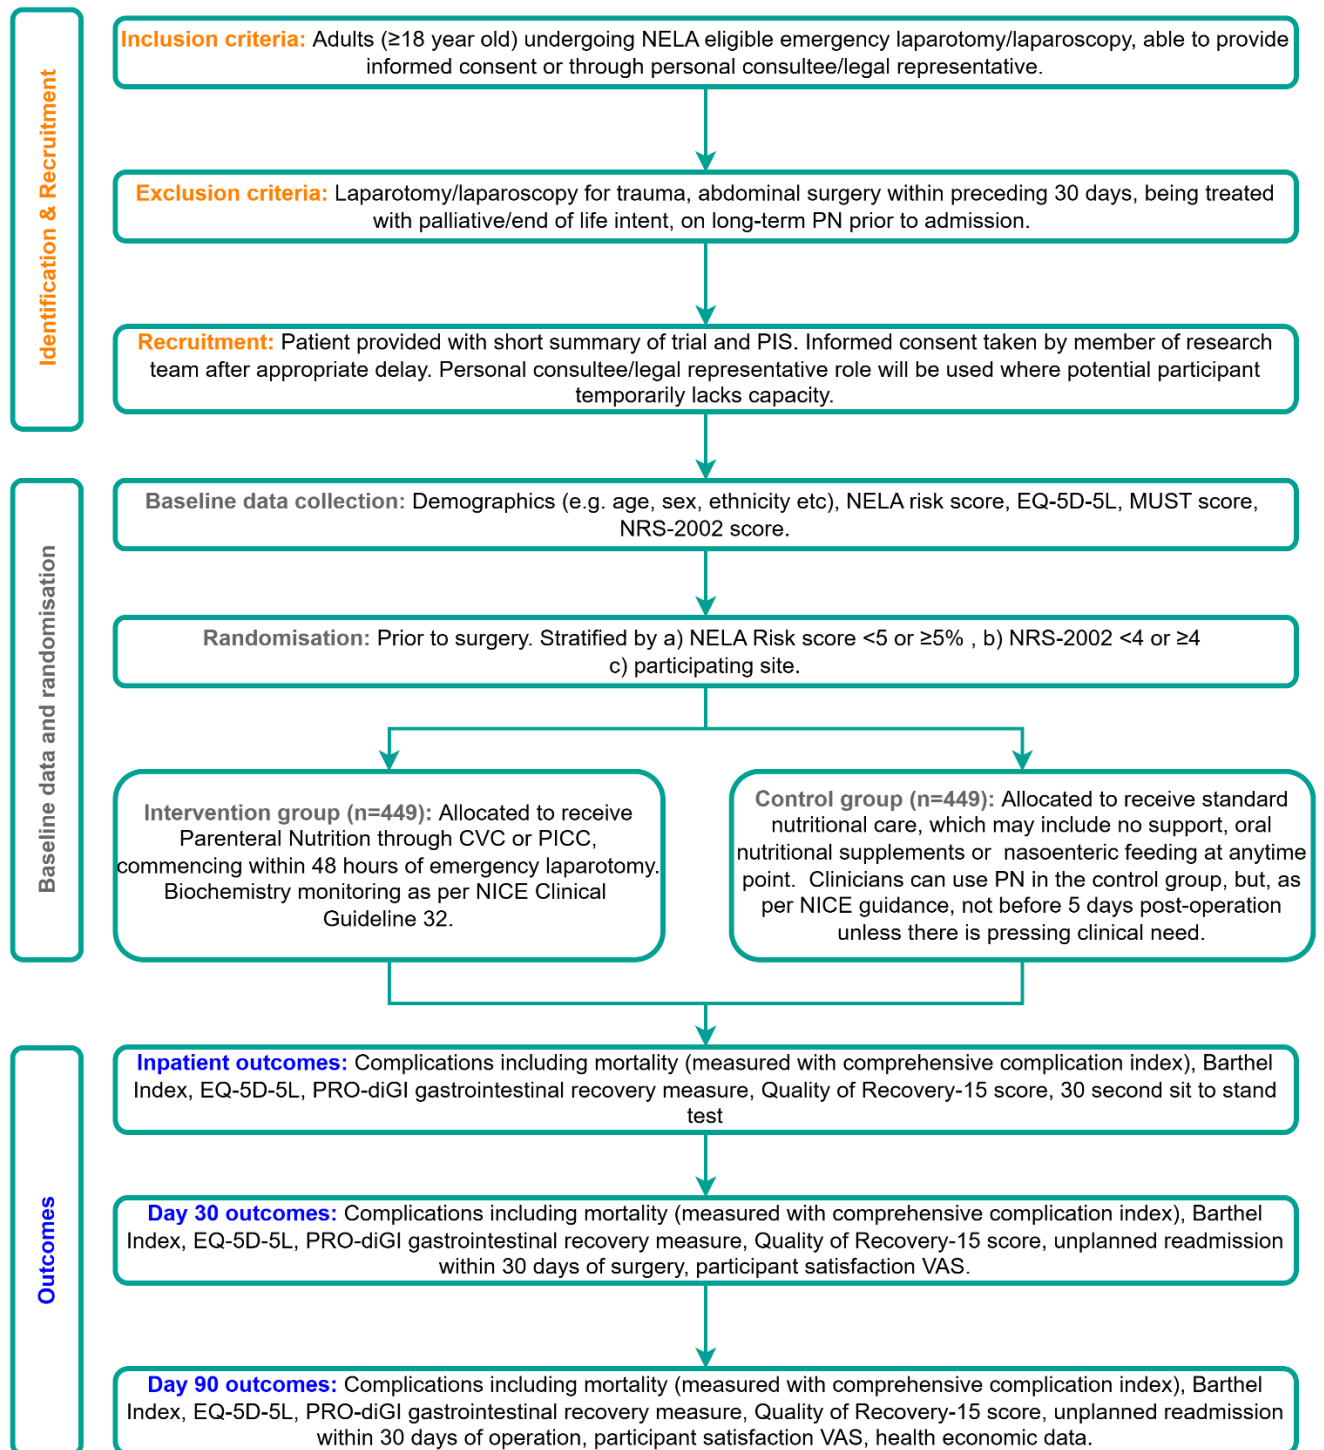 Identification & Recruitment
Inclusion criteria: Adults (≥18 year old) undergoing NELA eligible emergency laparotomy/laparoscopy, able to provide
informed consent or through personal consultee/legal representative.
Exclusion criteria: Laparotomy/laparoscopy for trauma, abdominal surgery within preceding 30 days, being treated
with palliative/end of life intent, on long-term PN prior to admission.
Recruitment: Patient provided with short summary of trial and PIS. Informed consent taken by member of research
team after appropriate delay. Personal consultee/legal representative role will be used where potential participant
temporarily lacks capacity.
Baseline data and randomisation
Baseline data collection: Demographics (e.g. age, sex, ethnicity etc), NELA risk score, EQ-5D-5L, MUST score,
NRS-2002 score.
Randomisation: Prior to surgery. Stratified by a) NELA Risk score <5 or ≥5% , b) NRS-2002 <4 or ≥4
c) participating site.
Intervention group (n=449): Allocated to receive
Parenteral Nutrition through CVC or PICC,
commencing within 48 hours of emergency laparotomy.
Biochemistry monitoring as per NICE Clinical
Guideline 32.
Control group (n=449): Allocated to receive standard
nutritional care, which may include no support, oral
nutritional supplements or nasoenteric feeding at anytime
point. Clinicians can use PN in the control group, but, as
per NICE guidance, not before 5 days post-operation
unless there is pressing clinical need.
Outcomes
Inpatient outcomes: Complications including mortality (measured with comprehensive complication index), Barthel
Index, EQ-5D-5L, PRO-diGI gastrointestinal recovery measure, Quality of Recovery-15 score, 30 second sit to stand
test
Day 30 outcomes: Complications including mortality (measured with comprehensive complication index), Barthel
Index, EQ-5D-5L, PRO-diGI gastrointestinal recovery measure, Quality of Recovery-15 score, unplanned readmission
within 30 days of surgery, participant satisfaction VAS.
Day 90 outcomes: Complications including mortality (measured with comprehensive complication index), Barthel
Index, EQ-5D-5L, PRO-diGI gastrointestinal recovery measure, Quality of Recovery-15 score, unplanned readmission
within 30 days of operation, participant satisfaction VAS, health economic data.